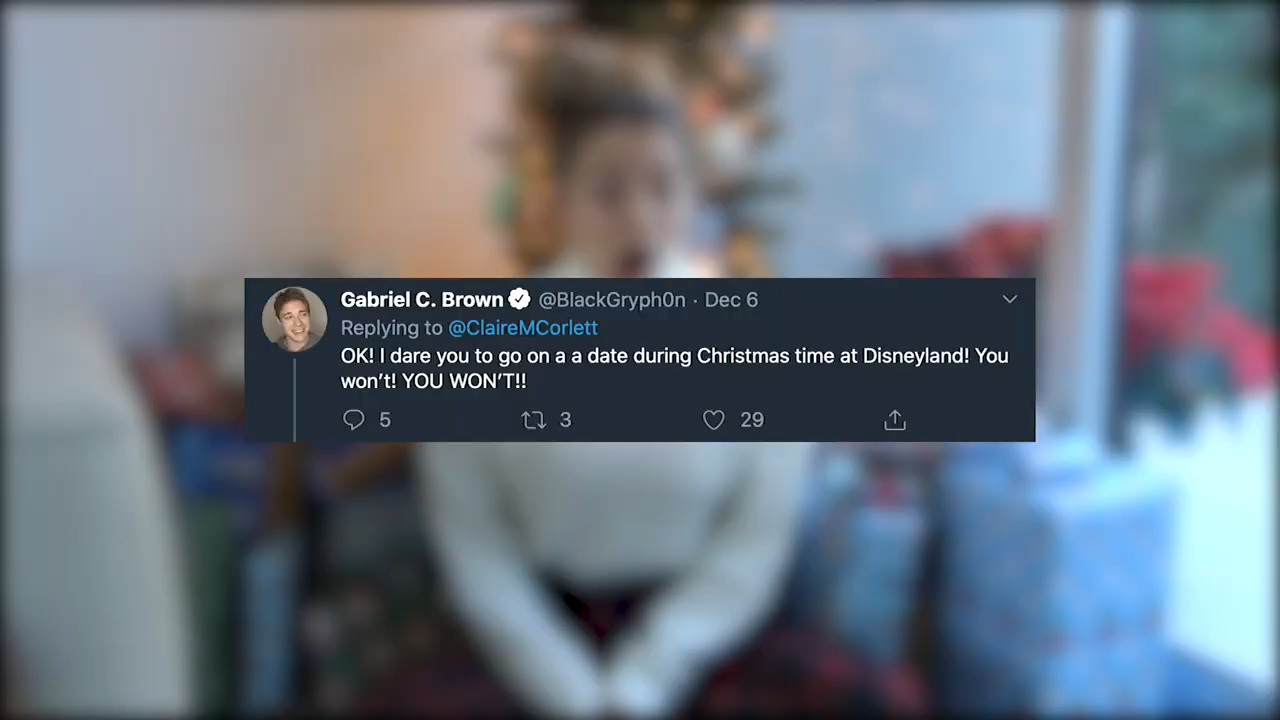 Gabriel C. Brown @BlackGryph0n · Dec 6
Replying to @ClaireMCorlett
OK! I dare you to go on a a date during Christmas time at Disneyland! You
won't! YOU WON'T!!
5 3 29